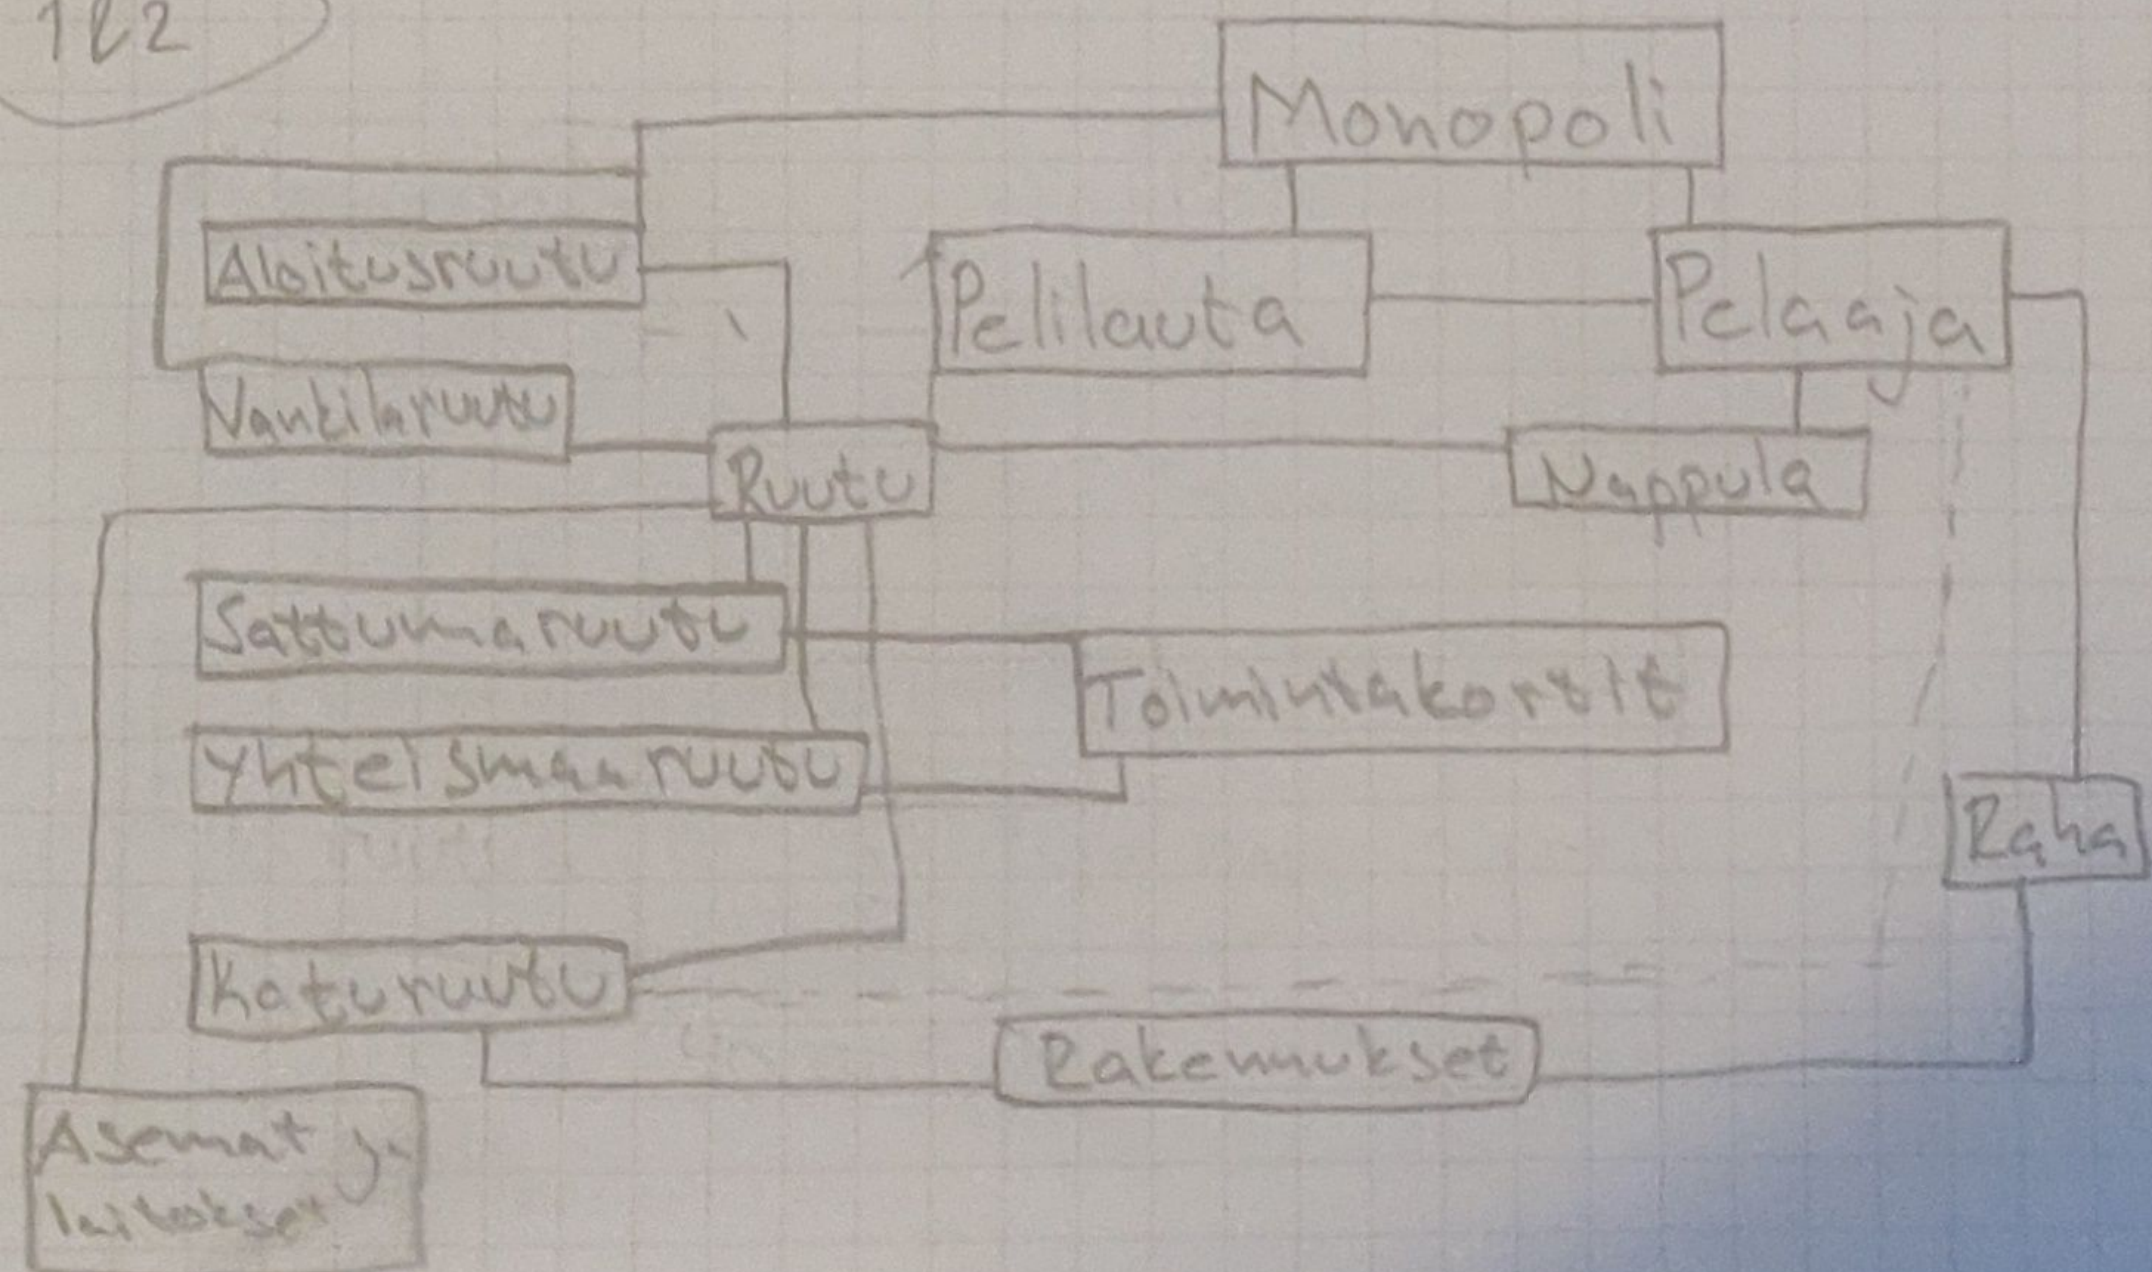 1&2
Monopoli
Aloitusruutu
Pelilauta
Pelaaja
Vankilaruutu
Ruutu
Nappula
Sattumaruutu
Toimintakortit
Yhteismaaruutu
Raha
Katuruutu
Rakennukset
Asemat ja
laitokset